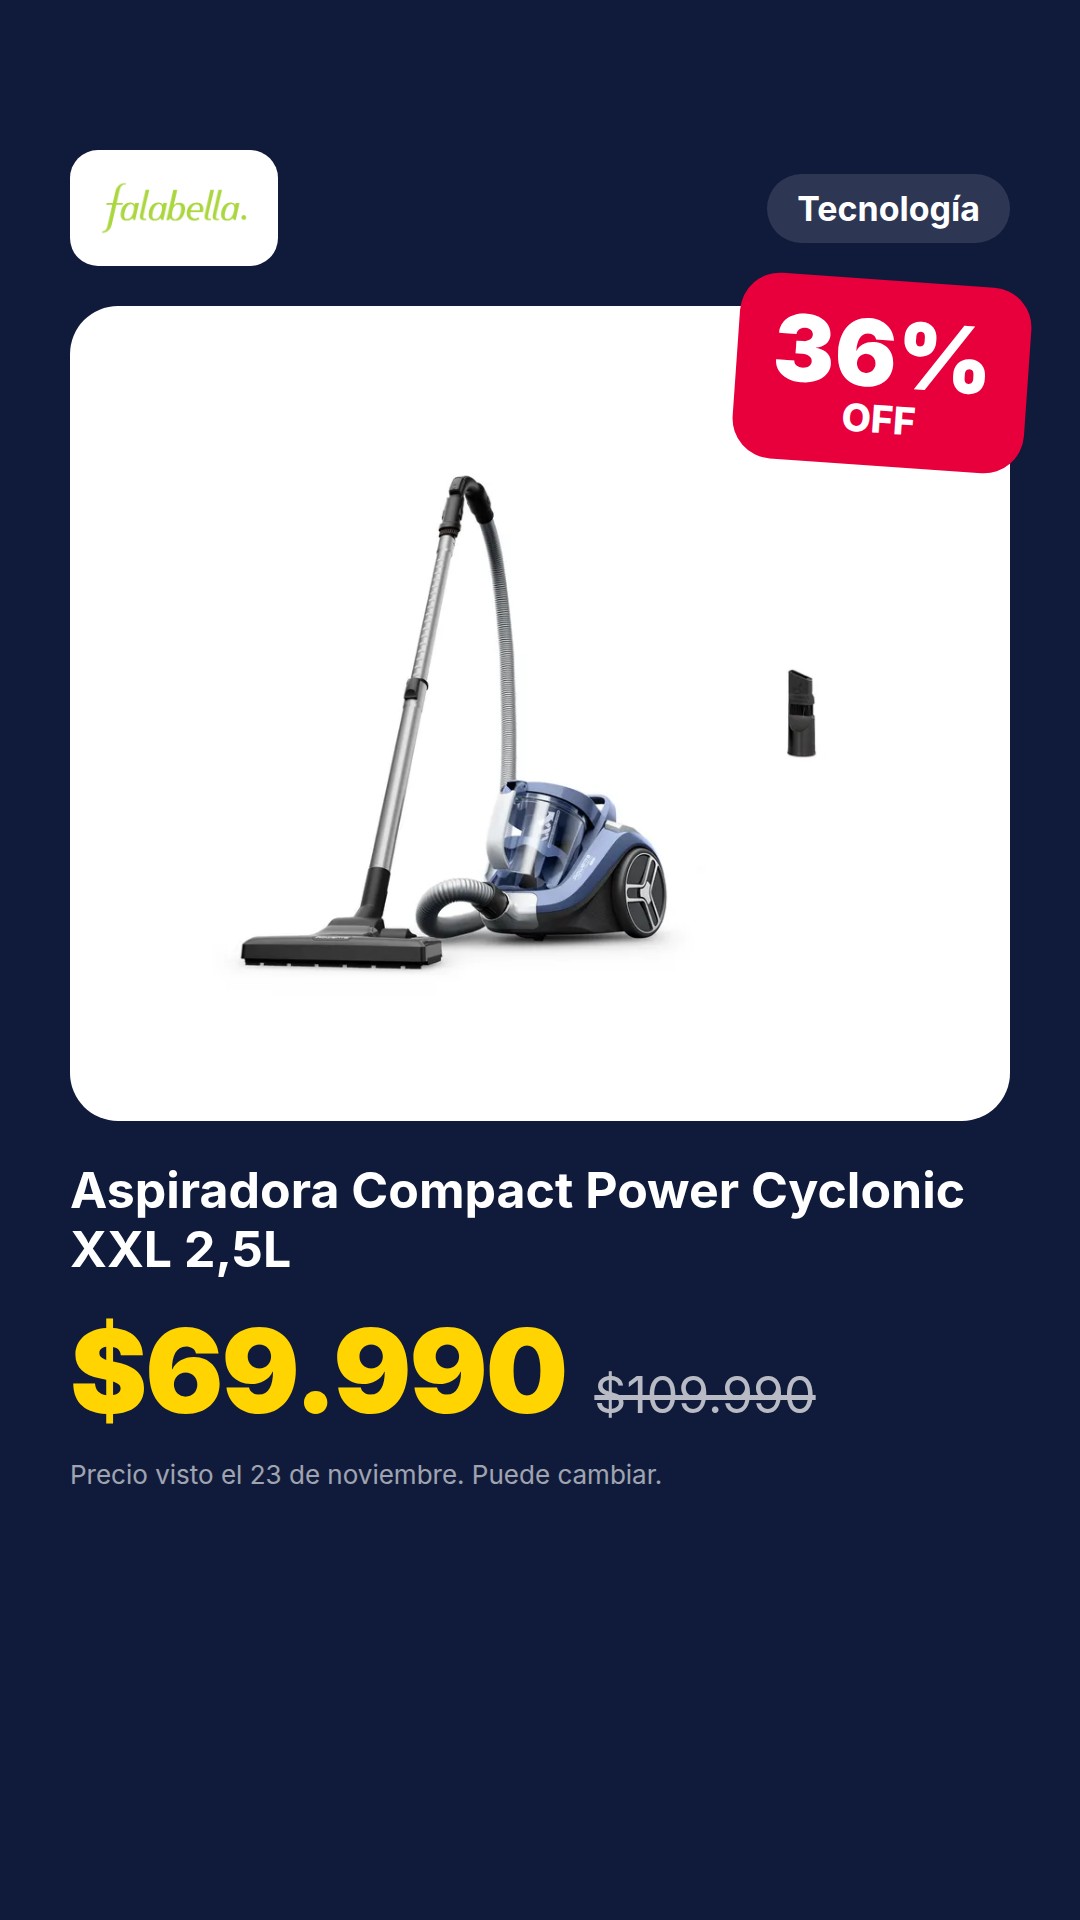 falabella.
Tecnología
36%
OFF
Aspiradora Compact Power Cyclonic
XXL 2,5L
$69.990 $109.990
Precio visto el 23 de noviembre. Puede cambiar.